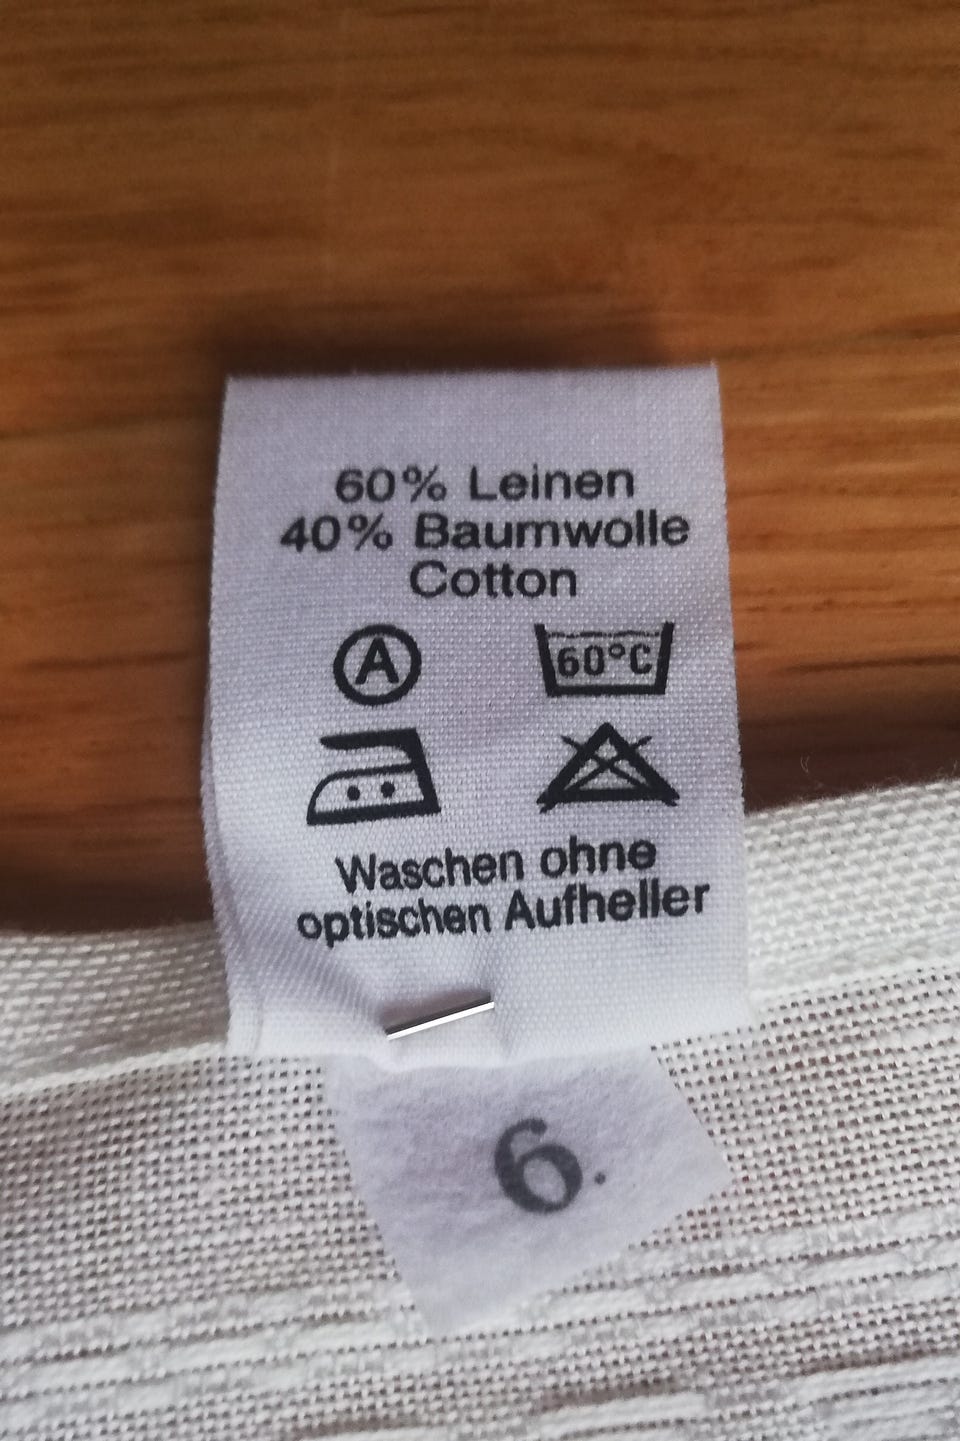 60% Leinen
40% Baumwolle
Cotton
A 60°C
Waschen ohne
optischen Aufheller
6.